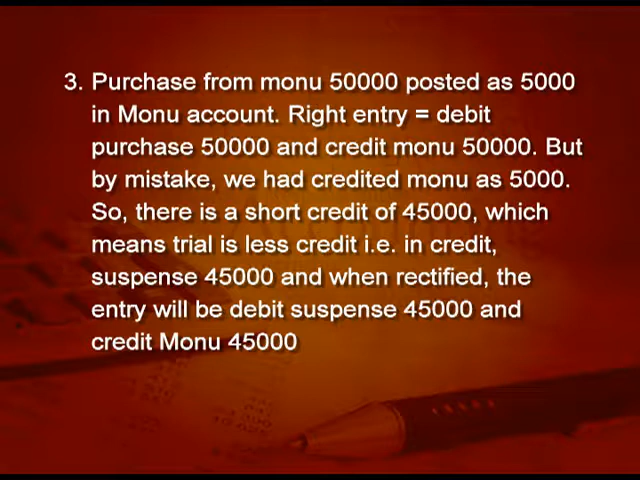 3. Purchase from monu 50000 posted as 5000
in Monu account. Right entry = debit
purchase 50000 and credit monu 50000. But
by mistake, we had credited monu as 5000.
So, there is a short credit of 45000, which
means trial is less credit i.e. in credit,
suspense 45000 and when rectified, the
entry will be debit suspense 45000 and
credit Monu 45000